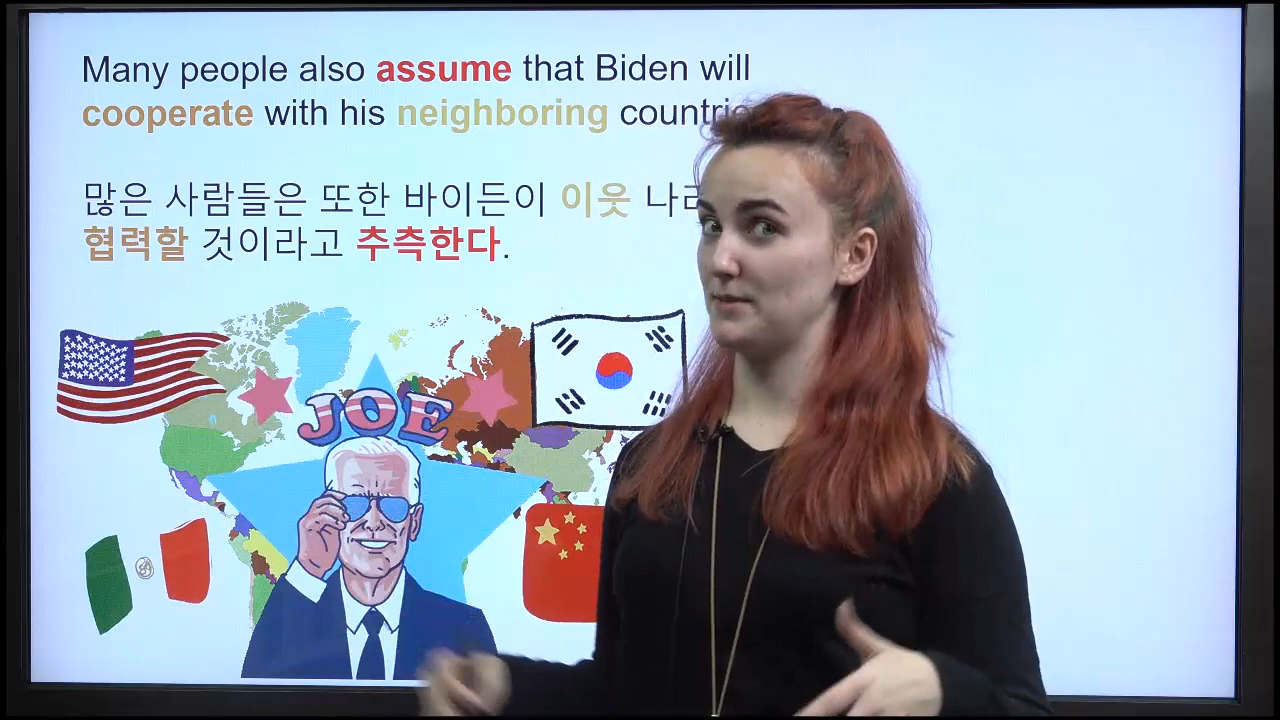 Many people also assume that Biden will
cooperate with his neighboring
많은 사람들은 또한 바이든이 이웃
협력할 것이라고 추측한다.
JOE